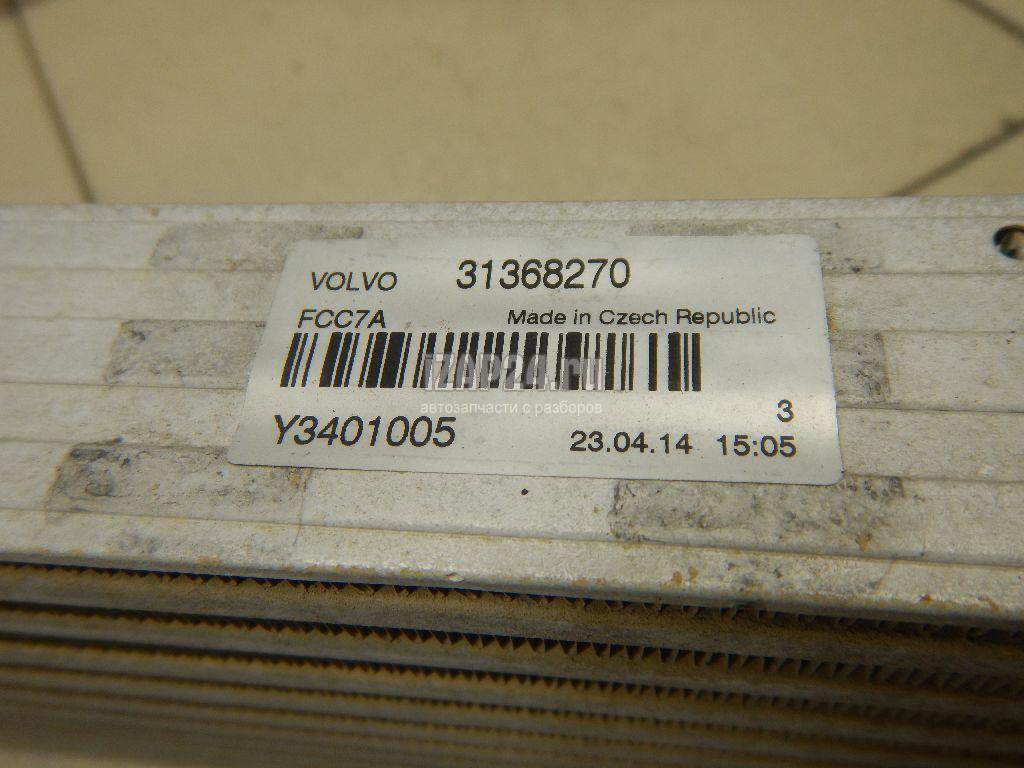 VOLVO 31368270
FCC7A Made in Czech Republic
iZAP24.ru
автозапчасти с разборов
3
Y3401005 23.04.14 15:05